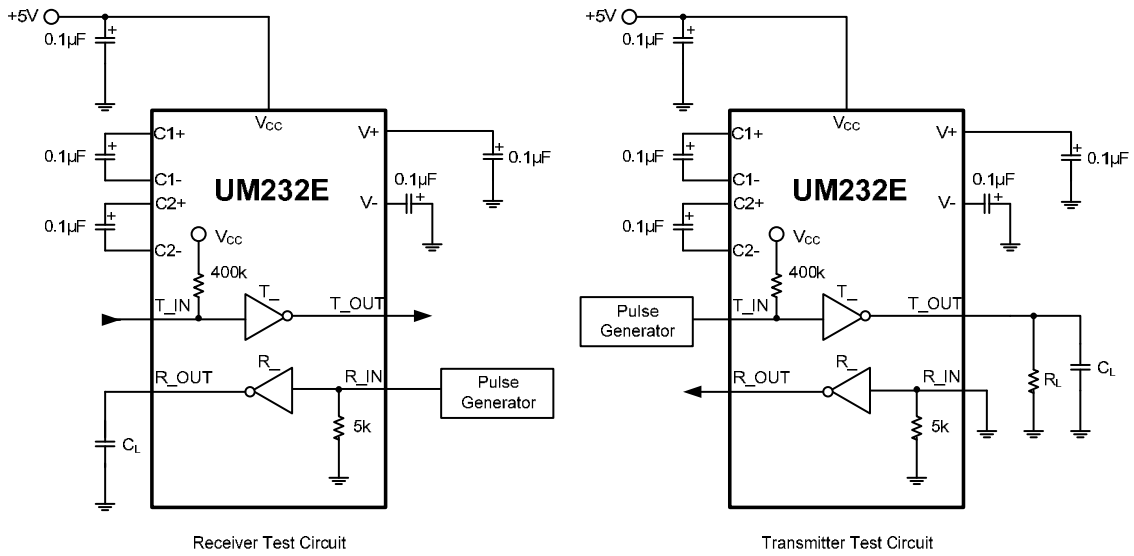 +5V
0.1µF
VCC
C1+
V+
0.1µF
0.1µF
C1-
UM232E
0.1µF
C2+
V-
0.1µF
VCC
C2-
400k
T_IN
T_
T_OUT
R_OUT
R_
R_IN
Pulse
Generator
5k
CL
Receiver Test Circuit
+5V
0.1µF
VCC
C1+
V+
0.1µF
0.1µF
C1-
UM232E
0.1µF
C2+
V-
0.1µF
VCC
C2-
400k
Pulse
Generator
T_IN
T_
T_OUT
R_OUT
R_
R_IN
RL
CL
5k
Transmitter Test Circuit